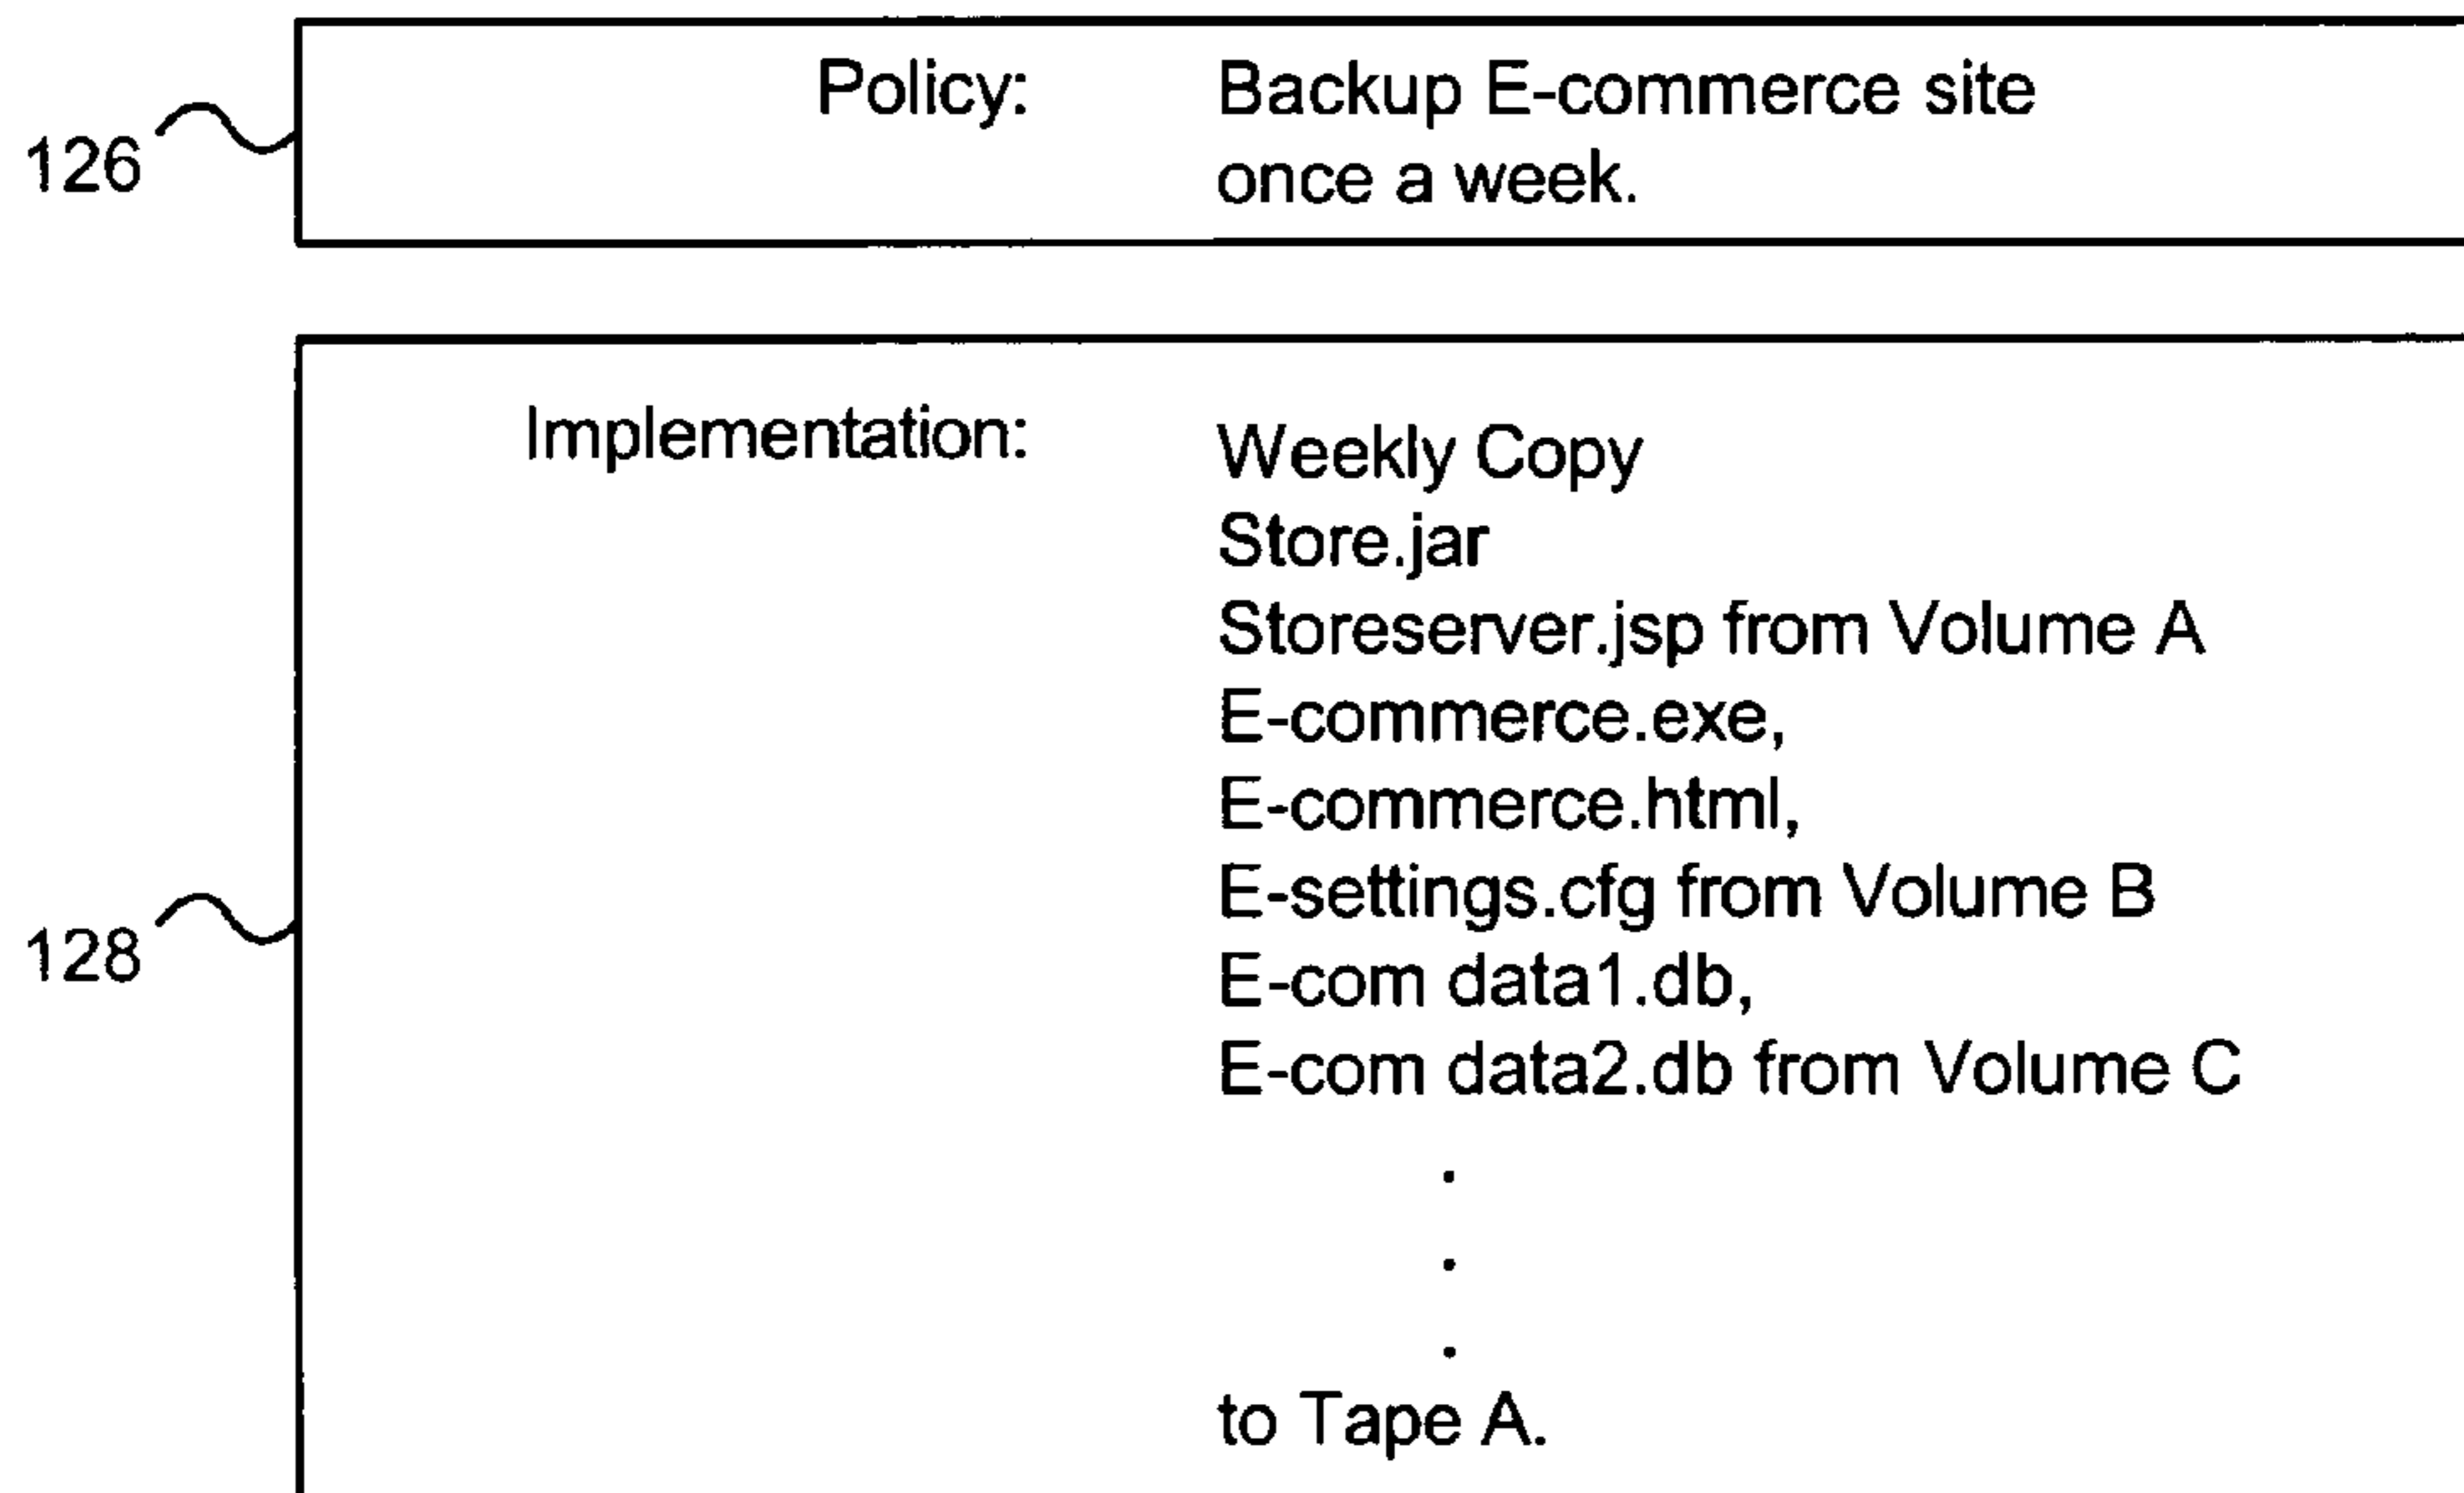 Policy: Backup E-commerce site
126 once a week.
Implementation: Weekly Copy
Store.jar
Storeserver.jsp from Volume A
E-commerce.exe,
E-commerce.html,
E-settings.cfg from Volume B
128 E-com data1.db,
E-com data2.db from Volume C
.
.
.
to Tape A.